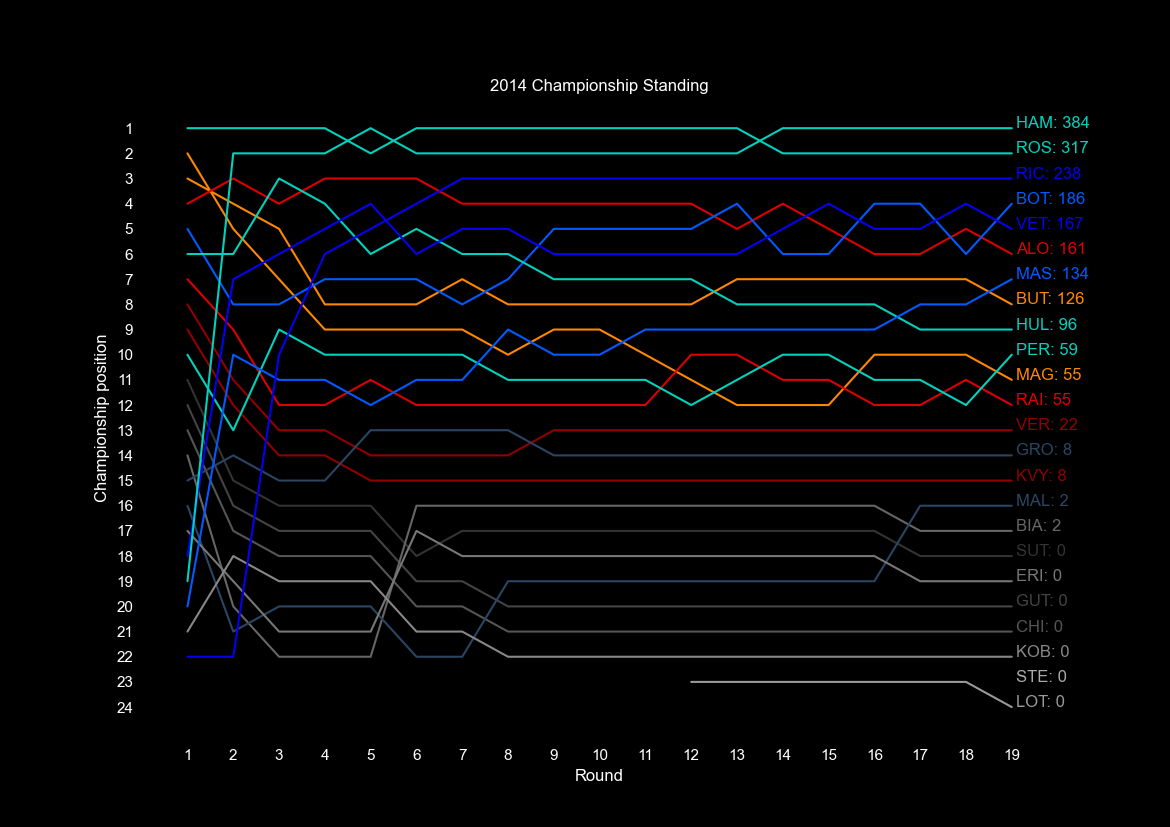 2014 Championship Standing
Championship position
1
2
3
4
5
6
7
8
9
10
11
12
13
14
15
16
17
18
19
20
21
22
23
24
HAM: 384
ROS: 317
RIC: 238
BOT: 186
VET: 167
ALO: 161
MAS: 134
BUT: 126
HUL: 96
PER: 59
MAG: 55
RAI: 55
VER: 22
GRO: 8
KVY: 8
MAL: 2
BIA: 2
SUT: 0
ERI: 0
GUT: 0
CHI: 0
KOB: 0
STE: 0
LOT: 0
1 2 3 4 5 6 7 8 9 10 11 12 13 14 15 16 17 18 19
Round